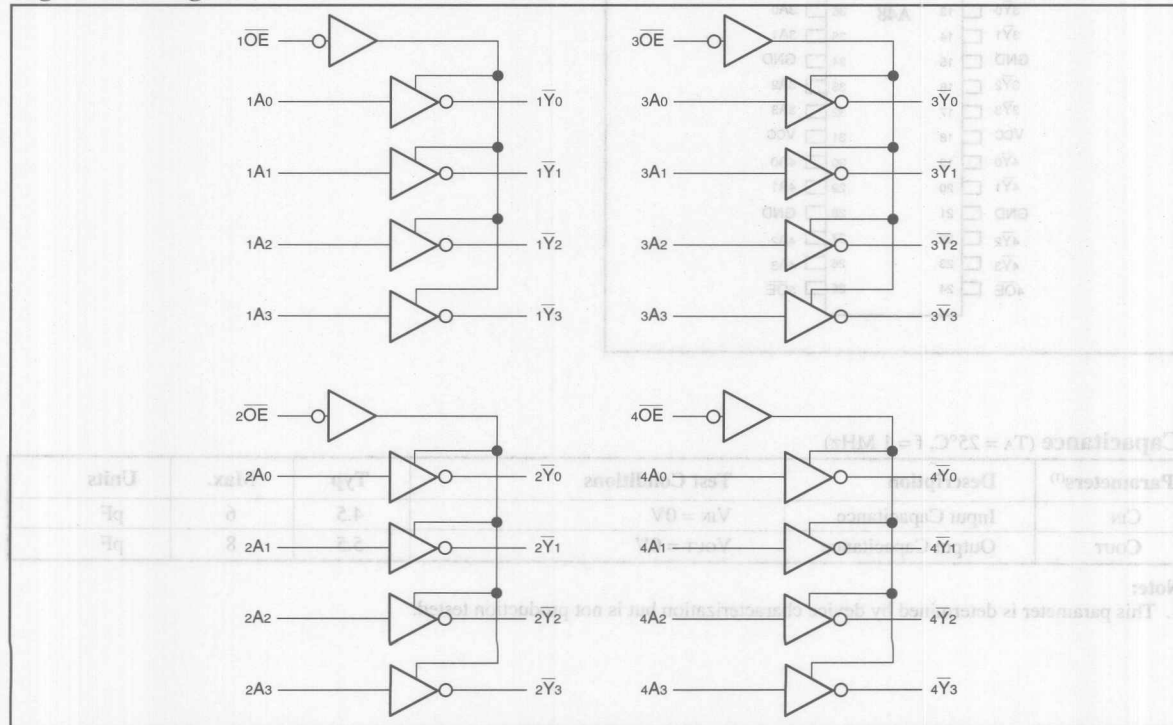 1OE
1A0 1Y0
1A1 1Y1
1A2 1Y2
1A3 1Y3
3OE
3A0 3Y0
3A1 3Y1
3A2 3Y2
3A3 3Y3
2OE
2A0 2Y0
2A1 2Y1
2A2 2Y2
2A3 2Y3
4OE
4A0 4Y0
4A1 4Y1
4A2 4Y2
4A3 4Y3
Capacitance (TA = 25°C, f = 1 MHz)
Parameters(1) Description Test Conditions Typ. Max. Units
CIN Input Capacitance VIN = 0V 4.5 6 pF
COUT Output Capacitance VOUT = 0V 5.5 8 pF
Note:
This parameter is determined by device characterization but is not production tested.